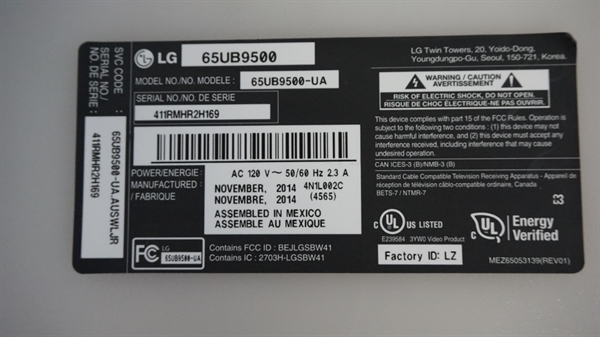 SVC CODE : 65UB9500-UA.AUSWLJR
SERIAL NO/
NO. DE SERIE : 411RMHR2H169
LG 65UB9500
MODEL NO./NO. MODELE : 65UB9500-UA
SERIAL NO./NO. DE SERIE
411RMHR2H169
POWER/ENERGIE: AC 120 V ~ 50/60 Hz 2.3 A
MANUFACTURED : NOVEMBER, 2014 4N1L002C
/ FABRIQUE NOVEMBRE, 2014 (4565)
ASSEMBLED IN MEXICO
ASSEMBLE AU MEXIQUE
FC LG
65UB9500-UA
Contains FCC ID : BEJLGSBW41
Contains IC : 2703H-LGSBW41
LG Twin Towers, 20, Yoido-Dong,
Youngdungpo-Gu, Seoul, 150-721, Korea.
WARNING / CAUTION
AVERTISSEMENT
RISK OF ELECTRIC SHOCK, DO NOT OPEN.
RISQUE DE CHOC ELECTRIQUE NE PAS OUVRIR
This device complies with part 15 of the FCC Rules. Operation is
subject to the following two conditions : (1) this device may not
cause harmful interference, and (2) this device must accept any
interference received, including interference that may cause
undesired operation.
CAN ICES-3 (B)/NMB-3 (B)
Standard Cable Compatible Television Receiving Apparatus - Appareil de
réception de télévision câblo-compatible ordinaire, Canada
BETS-7 / NTMR-7
c UL US LISTED
E239584 3YW0 Video Product
UL Energy
Verified
Factory ID: LZ
MEZ65053139(REV01)